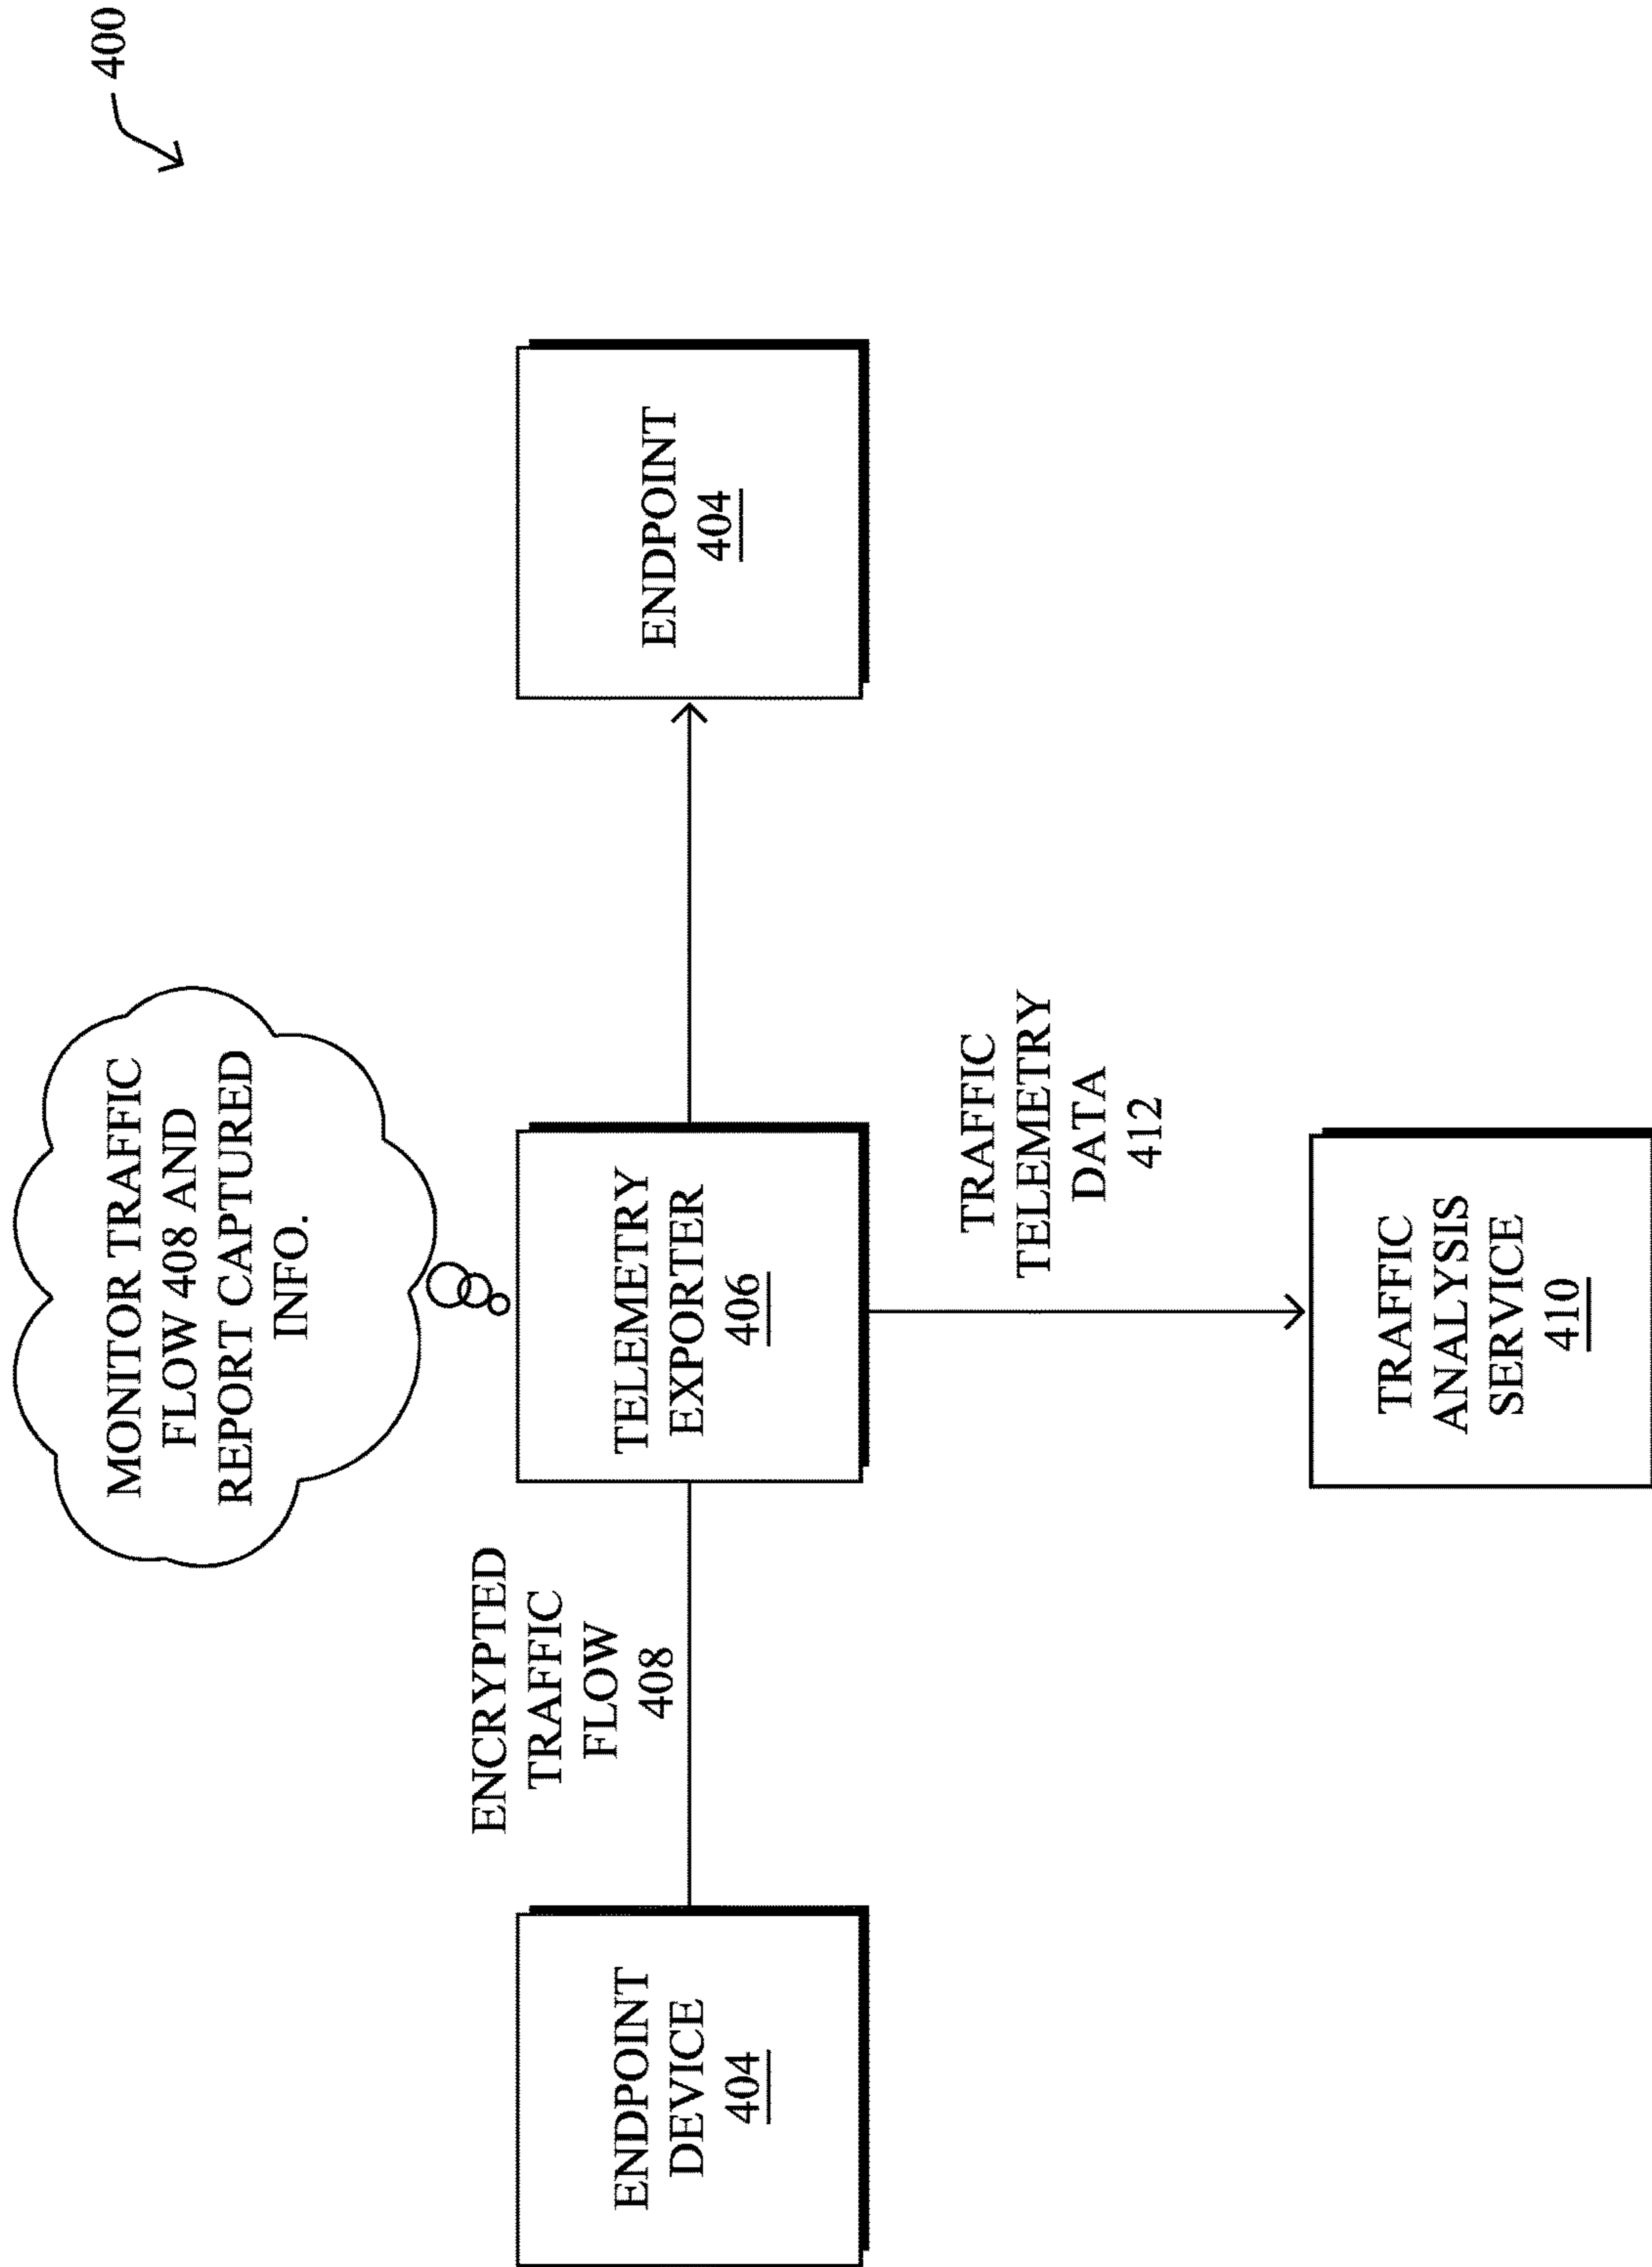 400
MONITOR TRAFFIC
FLOW 408 AND
REPORT CAPTURED
INFO.
ENCRYPTED
TRAFFIC
FLOW
408
ENDPOINT
DEVICE
404
TELEMETRY
EXPORTER
406
ENDPOINT
404
TRAFFIC
TELEMETRY
DATA
412
TRAFFIC
ANALYSIS
SERVICE
410